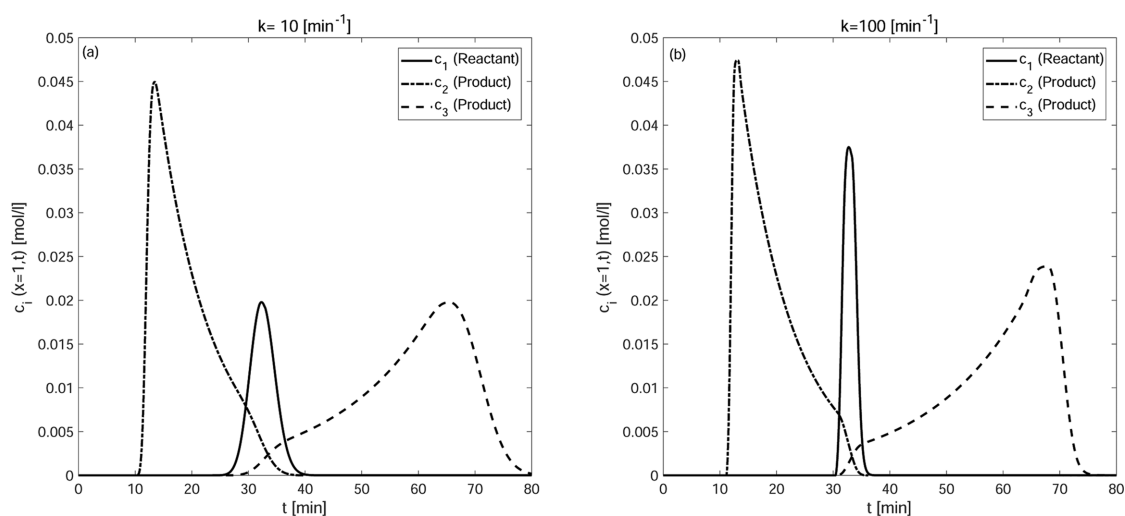 k= 10 [min⁻¹]
(a)
c₁ (Reactant)
c₂ (Product)
c₃ (Product)
0.05
0.045
0.04
0.035
0.03
0.025
0.02
0.015
0.01
0.005
0
cᵢ (x=1,t) [mol/l]
0 10 20 30 40 50 60 70 80
t [min]
k=100 [min⁻¹]
(b)
c₁ (Reactant)
c₂ (Product)
c₃ (Product)
0.05
0.045
0.04
0.035
0.03
0.025
0.02
0.015
0.01
0.005
0
cᵢ (x=1,t) [mol/l]
0 10 20 30 40 50 60 70 80
t [min]